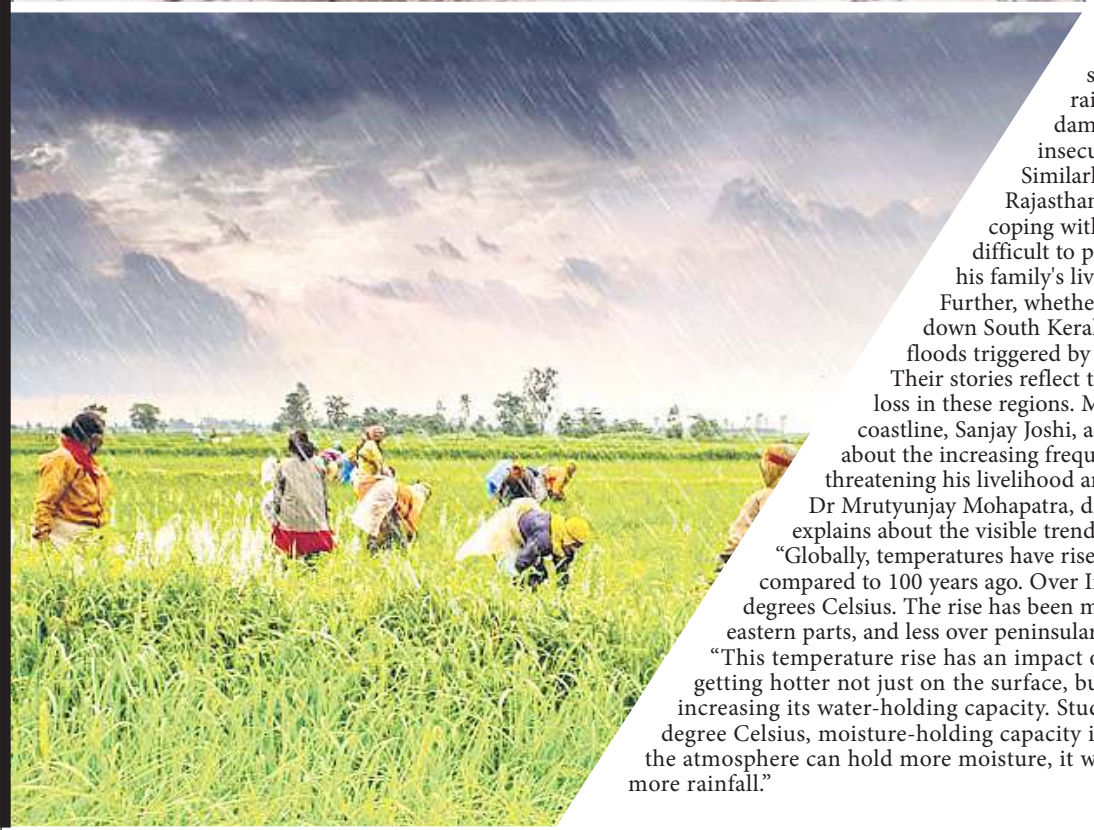 s
rai
dam
insecu
Similarl
Rajasthan
coping with
difficult to p
his family's liv
Further, whethe
down South Keral
floods triggered by
Their stories reflect t
loss in these regions. M
coastline, Sanjay Joshi, a
about the increasing frequ
threatening his livelihood an
Dr Mrutyunjay Mohapatra, d
explains about the visible trend
“Globally, temperatures have rise
compared to 100 years ago. Over I
degrees Celsius. The rise has been m
eastern parts, and less over peninsular
“This temperature rise has an impact o
getting hotter not just on the surface, bu
increasing its water-holding capacity. Stud
degree Celsius, moisture-holding capacity i
the atmosphere can hold more moisture, it w
more rainfall.”